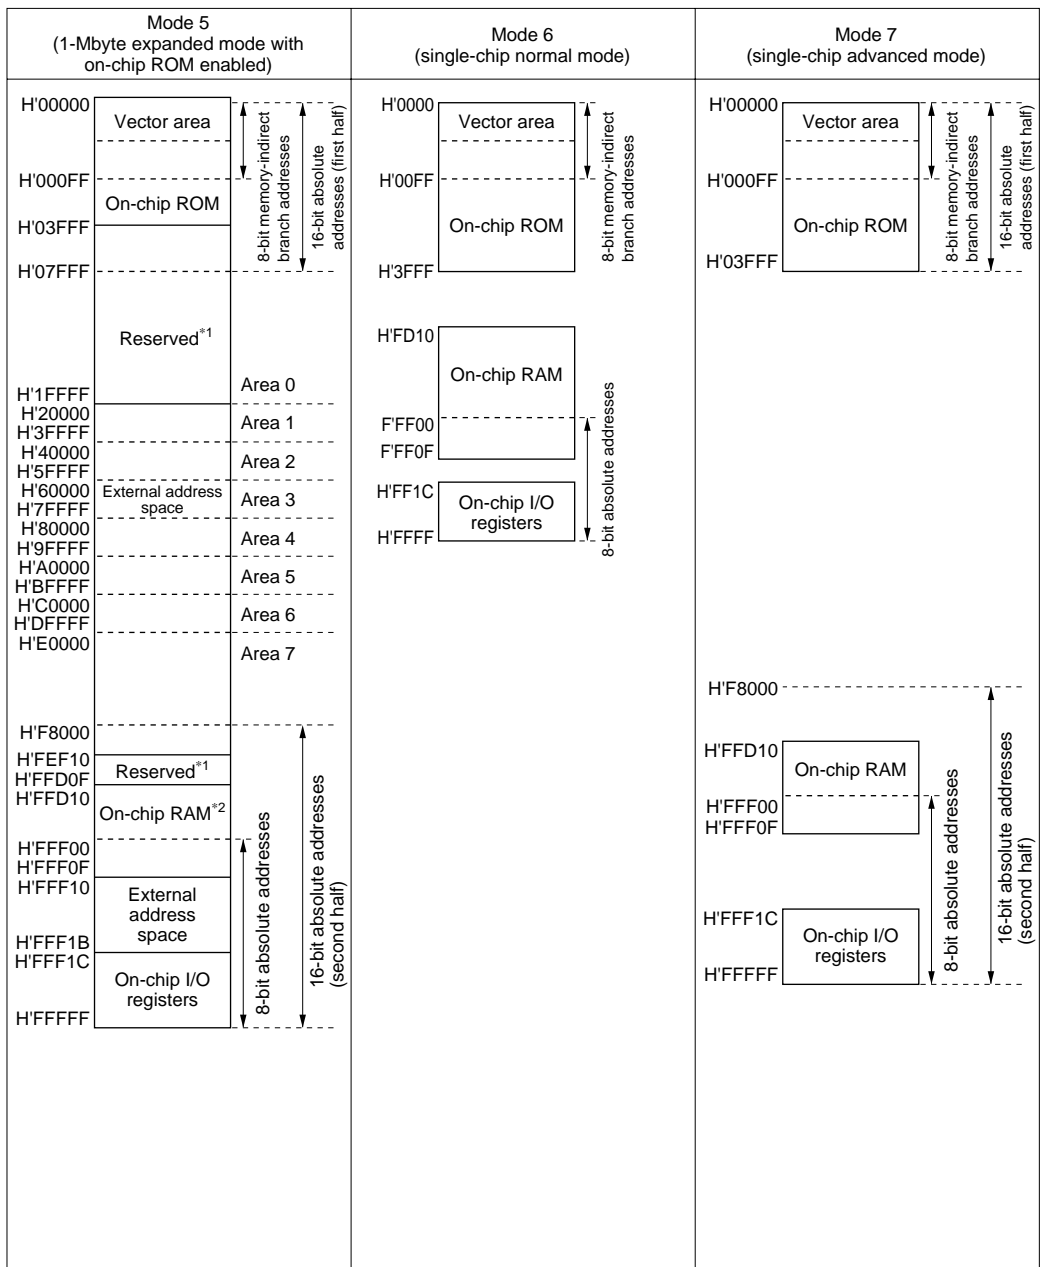 Mode 5
(1-Mbyte expanded mode with
on-chip ROM enabled)
H'00000
Vector area
H'000FF
On-chip ROM
H'03FFF
H'07FFF
8-bit memory-indirect
branch addresses
16-bit absolute
addresses (first half)
Reserved*1
H'1FFFF
Area 0
H'20000
H'3FFFF
Area 1
H'40000
H'5FFFF
Area 2
H'60000
H'7FFFF
External address
space
Area 3
H'80000
H'9FFFF
Area 4
H'A0000
H'BFFFF
Area 5
H'C0000
H'DFFFF
Area 6
H'E0000
Area 7
H'F8000
H'FEF10
Reserved*1
H'FFD0F
H'FFD10
On-chip RAM*2
H'FFF00
H'FFF0F
H'FFF10
External
address
space
H'FFF1B
H'FFF1C
On-chip I/O
registers
H'FFFFF
8-bit absolute addresses
16-bit absolute addresses
(second half)
Mode 6
(single-chip normal mode)
H'0000
Vector area
H'00FF
On-chip ROM
H'3FFF
8-bit memory-indirect
branch addresses
H'FD10
On-chip RAM
F'FF00
F'FF0F
H'FF1C
On-chip I/O
registers
H'FFFF
8-bit absolute addresses
Mode 7
(single-chip advanced mode)
H'00000
Vector area
H'000FF
On-chip ROM
H'03FFF
8-bit memory-indirect
branch addresses
16-bit absolute
addresses (first half)
H'F8000
H'FFD10
On-chip RAM
H'FFF00
H'FFF0F
H'FFF1C
On-chip I/O
registers
H'FFFFF
8-bit absolute addresses
16-bit absolute addresses
(second half)